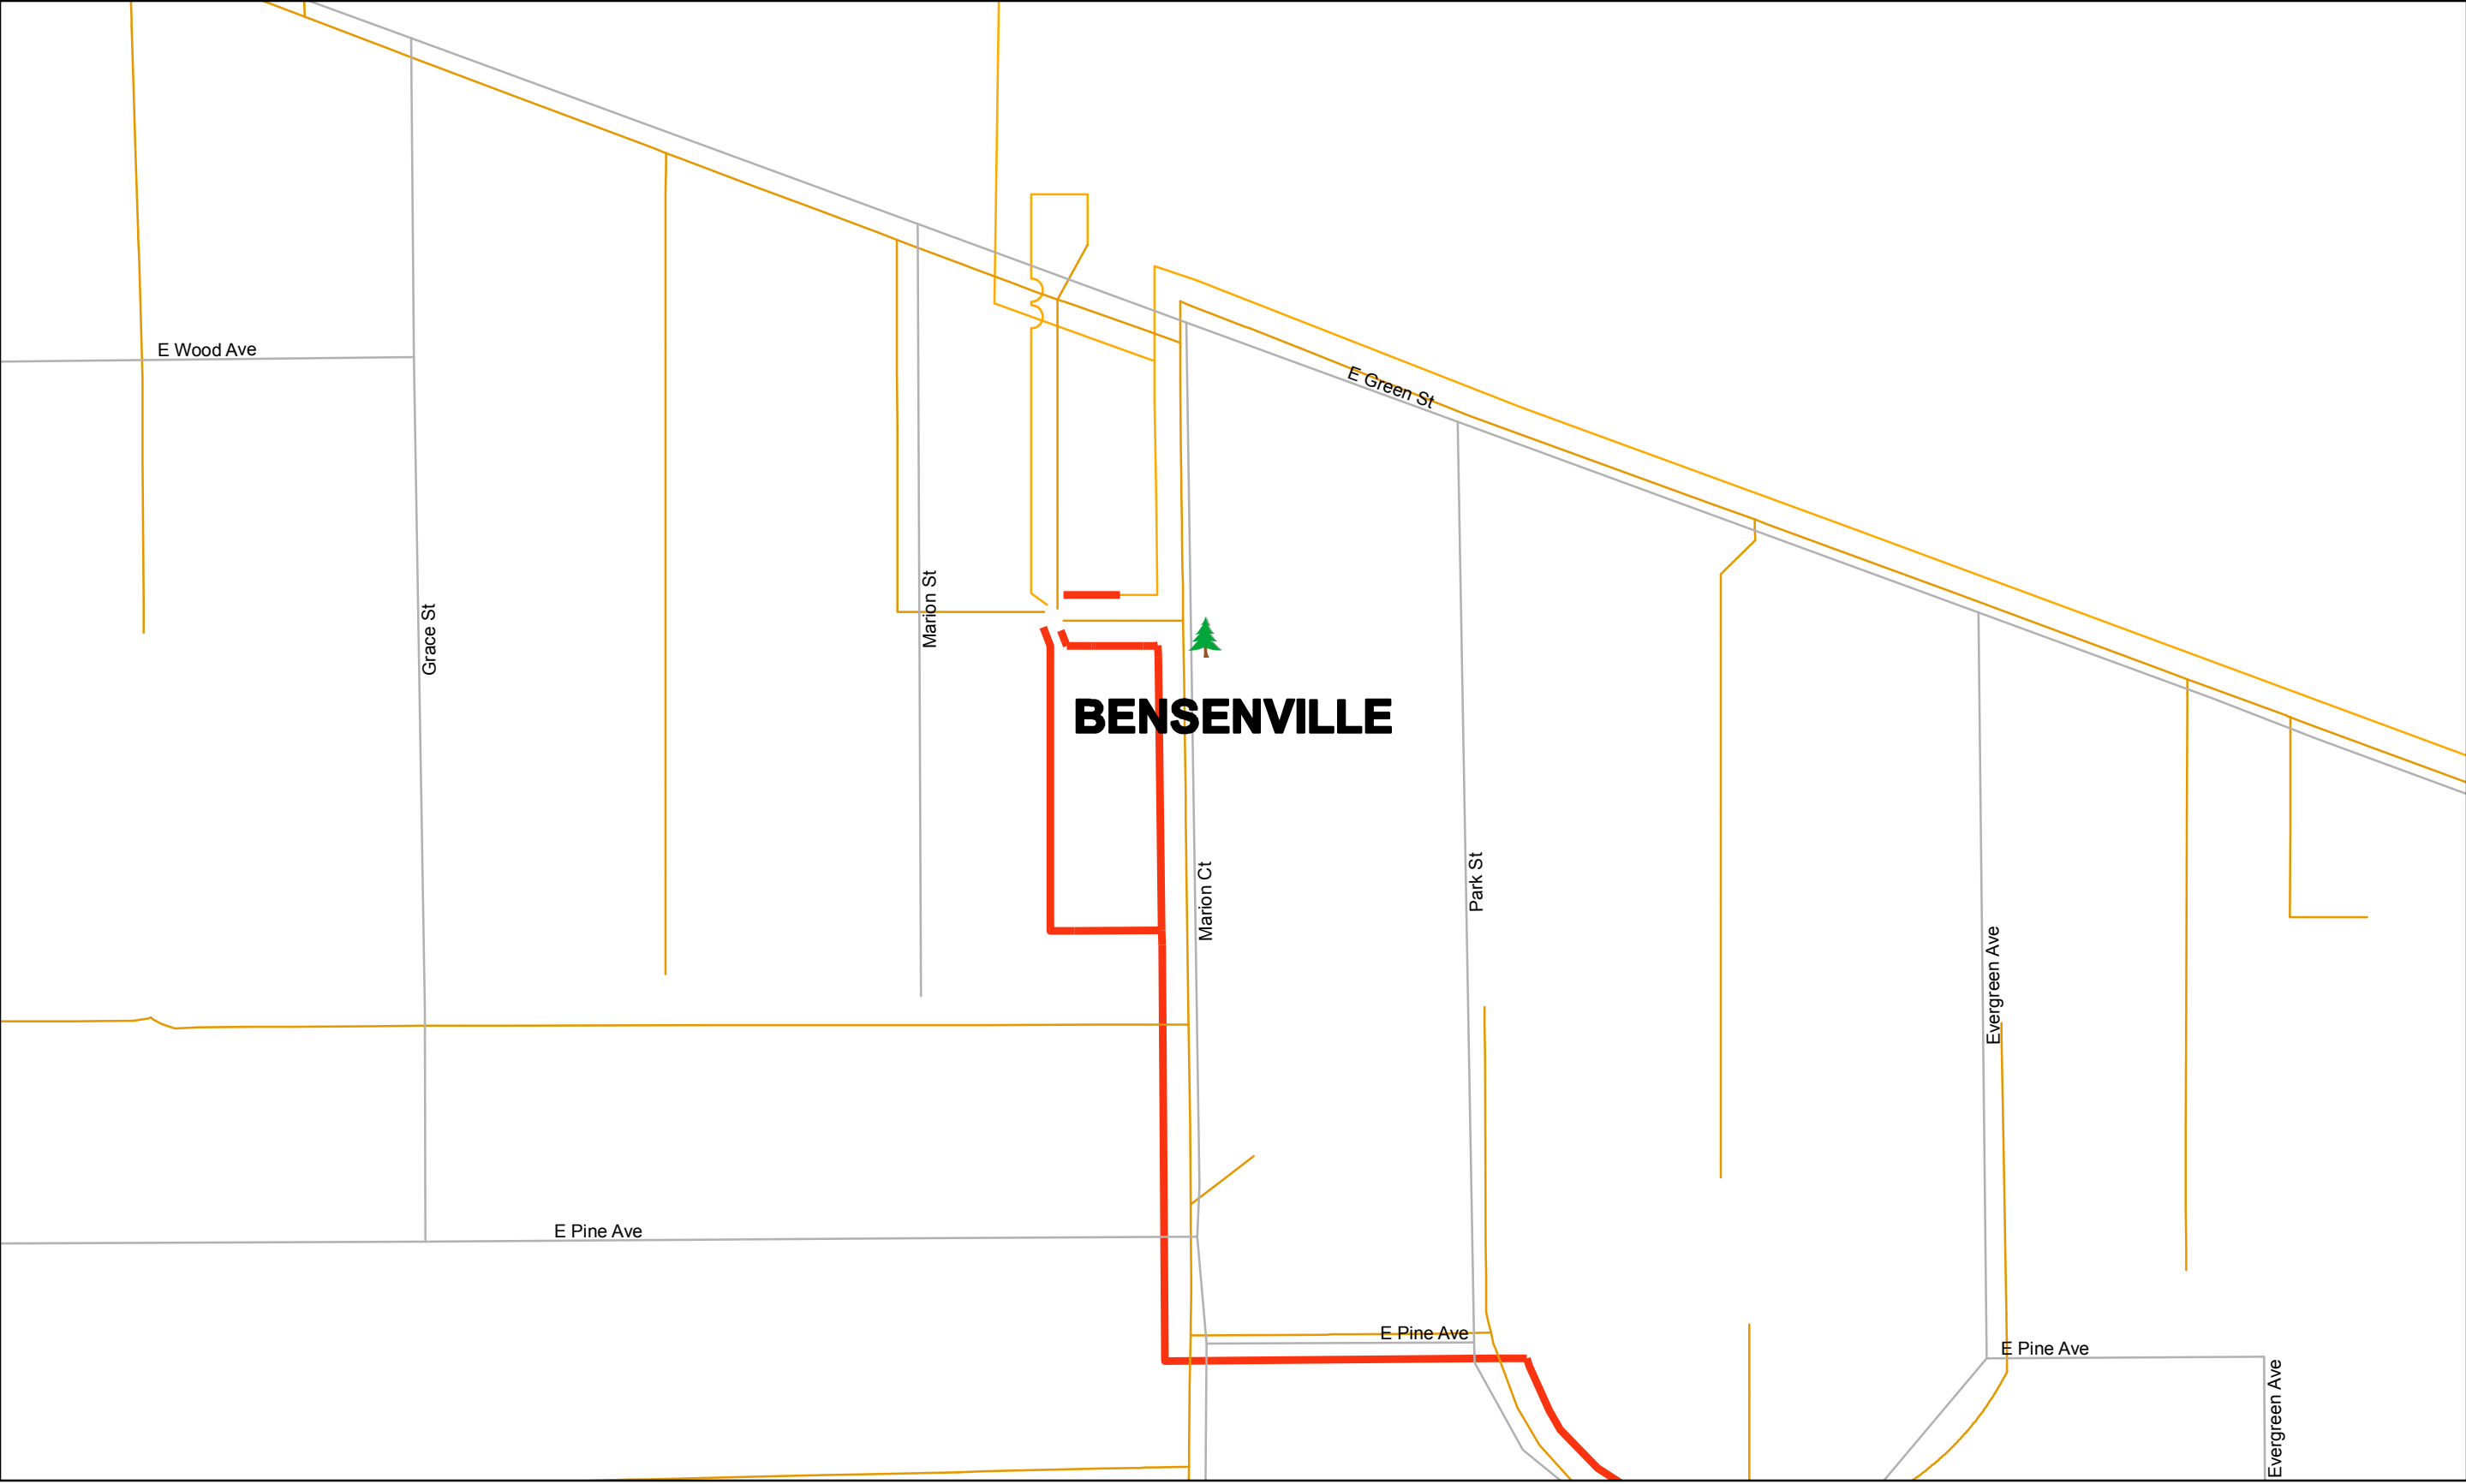 E Wood Ave
E Green St
Marion St
Grace St
BENSENVILLE
Park St
Marion Ct
Evergreen Ave
E Pine Ave
E Pine Ave
E Pine Ave
Evergreen Ave